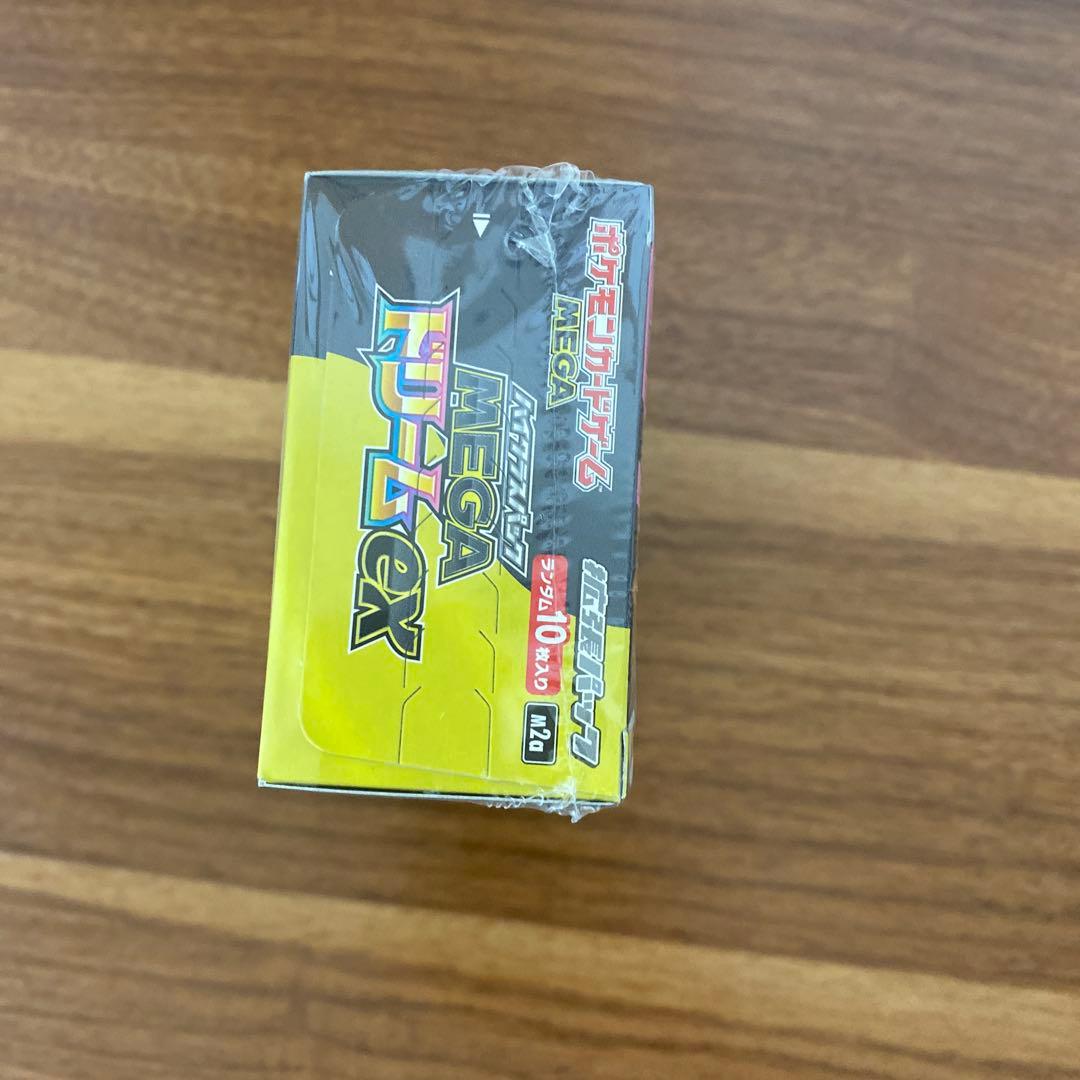 ポケモンカードゲーム
MEGA
拡張パック
ハイクラスパック
MEGA
ドリームex
ランダム10枚入り
M2a